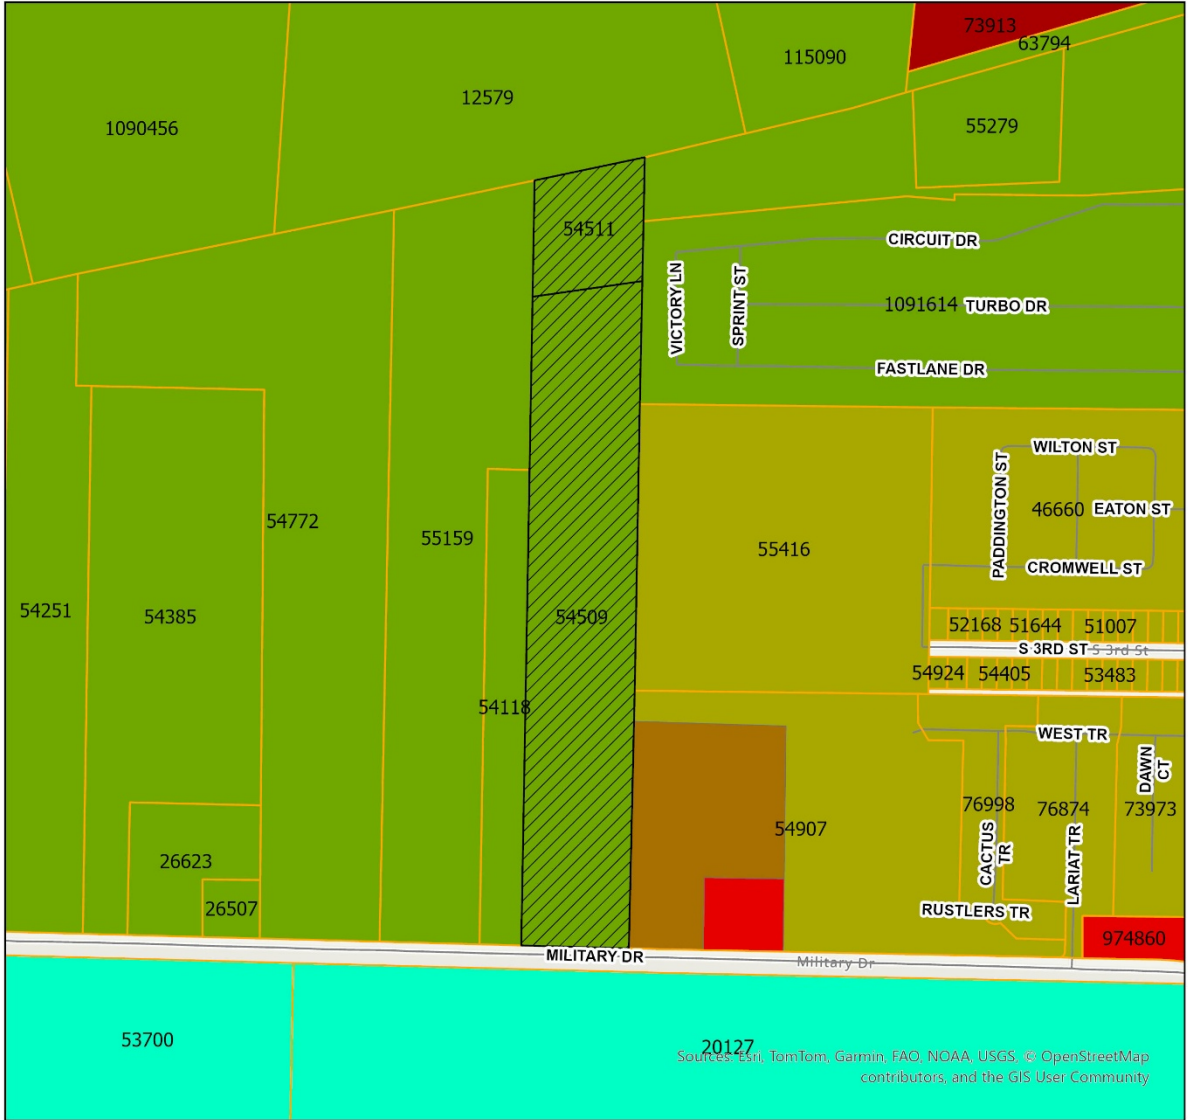 73913
63794
115090
12579
1090456
55279
54511
CIRCUIT DR
VICTORY LN
SPRINT ST
1091614
TURBO DR
FASTLANE DR
WILTON ST
PADDINGTON ST
46660
EATON ST
54772
55159
55416
CROMWELL ST
54251
54385
54509
52168
51644
51007
S 3RD ST
S 3rd St
54924
54405
53483
54118
WEST TR
DAWN
CT
76998
76874
73973
54907
CACTUS
TR
LARIAT TR
26623
26507
RUSTLERS TR
974860
MILITARY DR
Military Dr
53700
20127
Sources: Esri, TomTom, Garmin, FAO, NOAA, USGS, © OpenStreetMap
contributors, and the GIS User Community